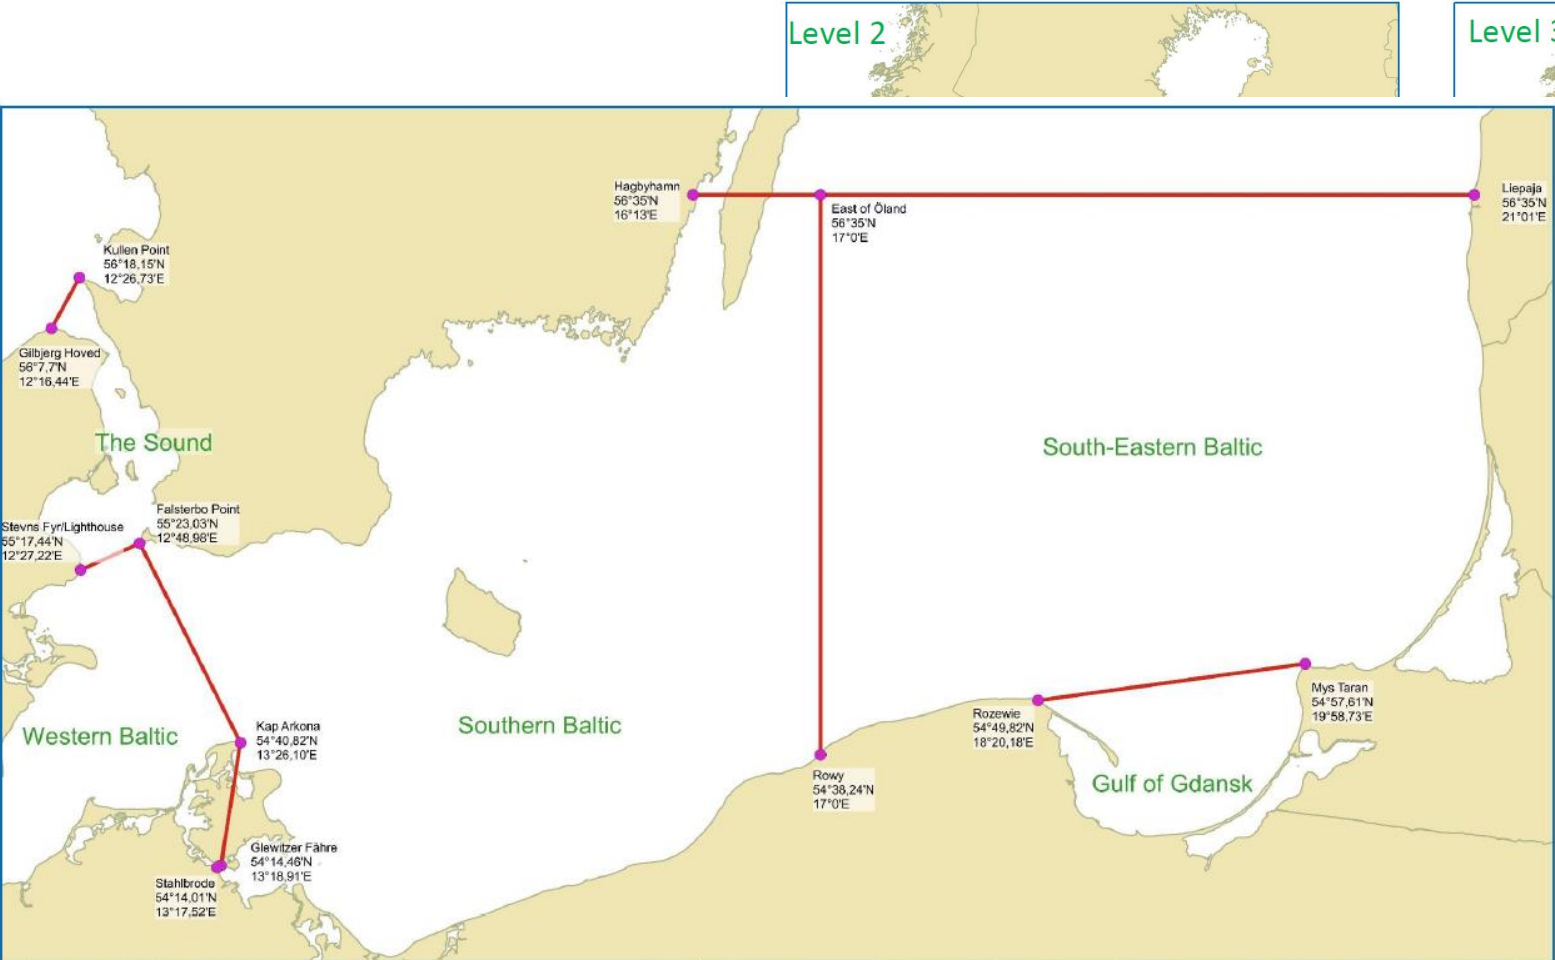 Level 2
Level 3
Hagbyhamn
56°35'N
16°13'E
East of Öland
56°35'N
17°0'E
Liepaja
56°35'N
21°01'E
Kullen Point
56°18,15'N
12°26,73'E
Gilbjerg Hoved
56°7,7'N
12°16,44'E
The Sound
South-Eastern Baltic
Falsterbo Point
55°23,03'N
12°48,98'E
Stevns Fyr/Lighthouse
55°17,44'N
12°27,22'E
Western Baltic
Kap Arkona
54°40,82'N
13°26,10'E
Southern Baltic
Rozewie
54°49,82'N
18°20,18'E
Mys Taran
54°57,61'N
19°58,73'E
Rowy
54°38,24'N
17°0'E
Gulf of Gdansk
Glewitzer Fähre
54°14,46'N
13°18,91'E
Stahlbrode
54°14,01'N
13°17,52'E